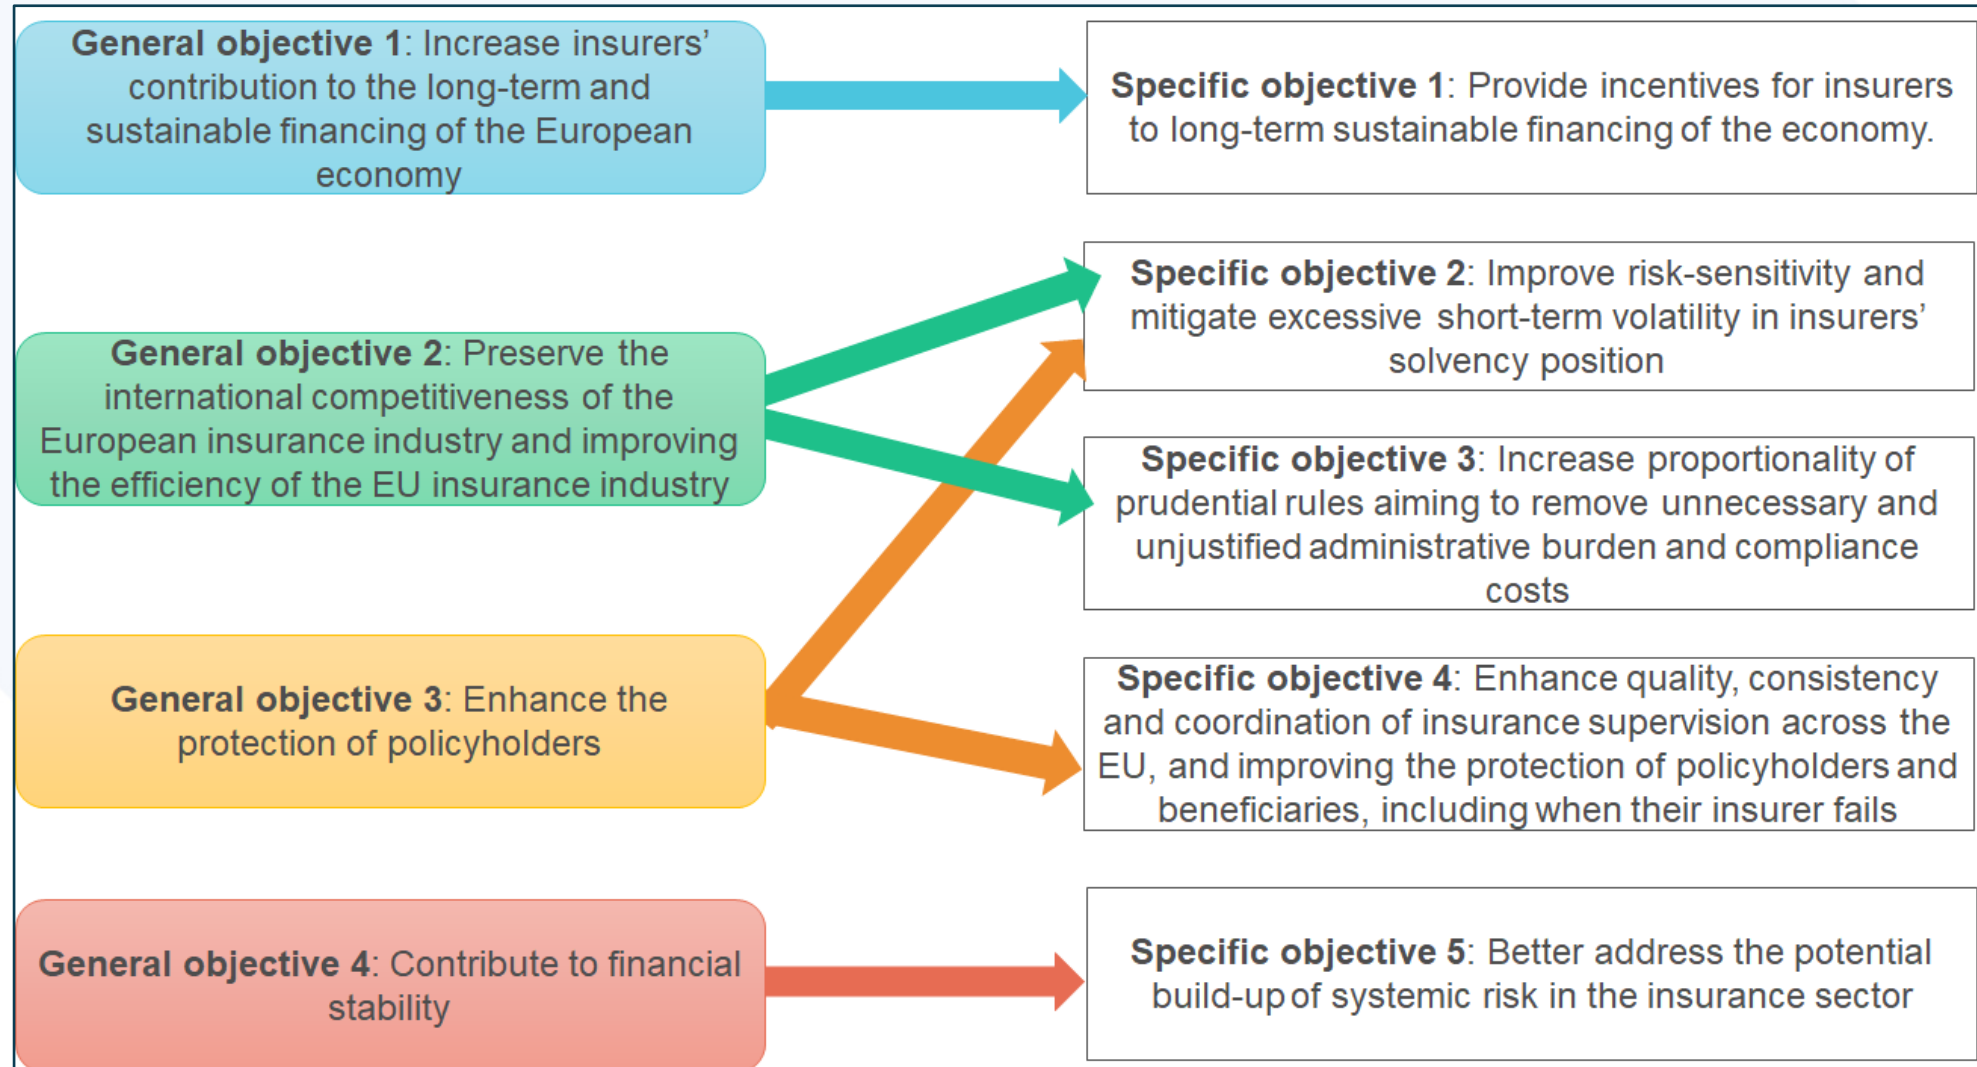 General objective 1: Increase insurers’
contribution to the long-term and
sustainable financing of the European
economy
Specific objective 1: Provide incentives for insurers
to long-term sustainable financing of the economy.
General objective 2: Preserve the
international competitiveness of the
European insurance industry and improving
the efficiency of the EU insurance industry
Specific objective 2: Improve risk-sensitivity and
mitigate excessive short-term volatility in insurers’
solvency position
Specific objective 3: Increase proportionality of
prudential rules aiming to remove unnecessary and
unjustified administrative burden and compliance
costs
General objective 3: Enhance the
protection of policyholders
Specific objective 4: Enhance quality, consistency
and coordination of insurance supervision across the
EU, and improving the protection of policyholders and
beneficiaries, including when their insurer fails
General objective 4: Contribute to financial
stability
Specific objective 5: Better address the potential
build-up of systemic risk in the insurance sector